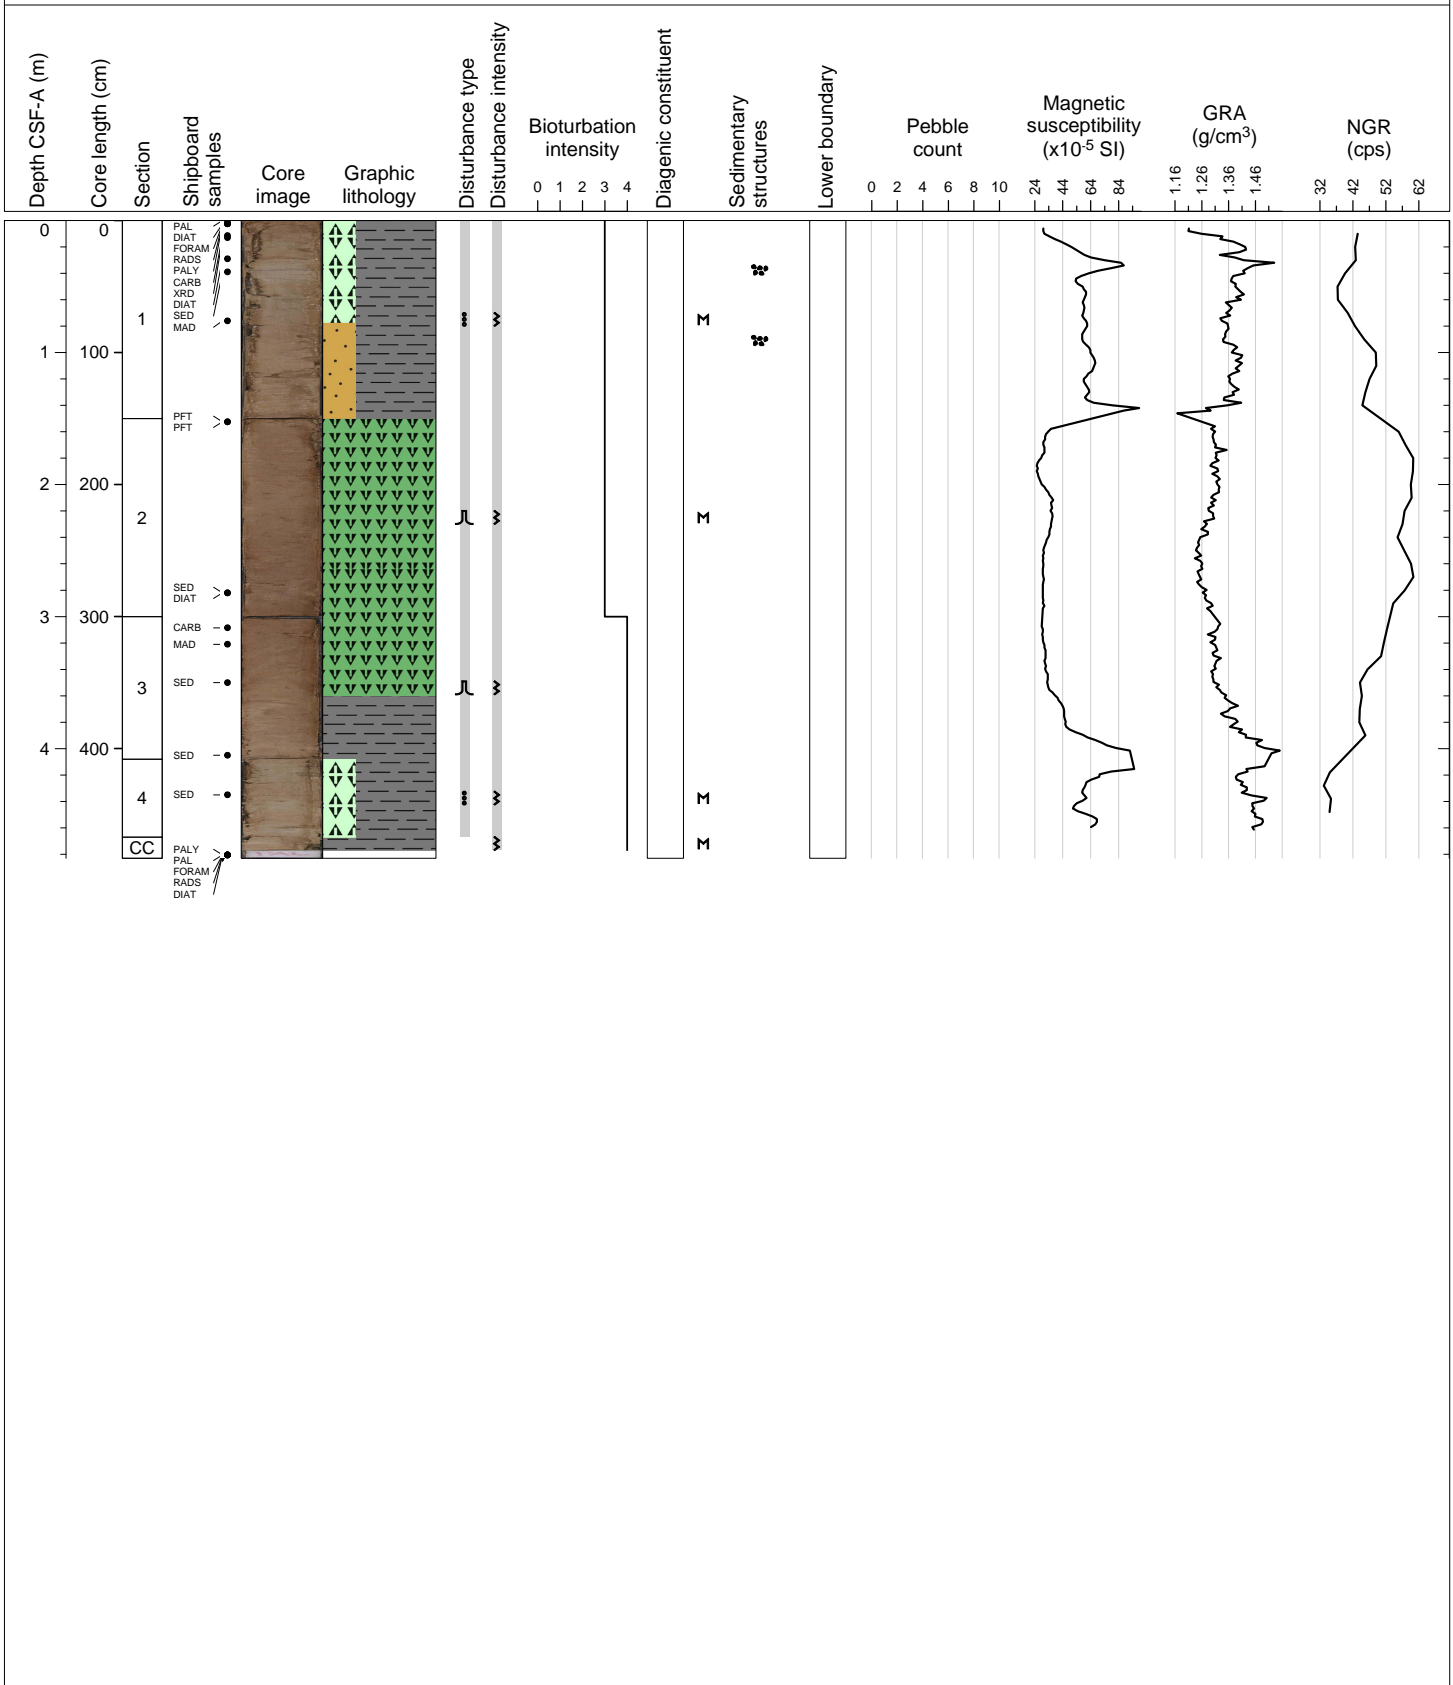 Depth CSF-A (m)
Core length (cm)
Section
Shipboard
samples
Core
image
Graphic
lithology
Disturbance type
Disturbance intensity
Bioturbation
intensity
0 1 2 3 4
Diagenic constituent
Sedimentary
structures
Lower boundary
Pebble
count
0 2 4 6 8 10
Magnetic
susceptibility
(x10-5 SI)
24 44 64 84
GRA
(g/cm3)
1.16 1.26 1.36 1.46
NGR
(cps)
32 42 52 62
0 0
1 100
2 200
3 300
4 400
1
2
3
4
CC
PAL
DIAT
FORAM
RADS
PALY
CARB
XRD
DIAT
SED
MAD
PFT
PFT
SED
DIAT
CARB
MAD
SED
SED
SED
PALY
PAL
FORAM
RADS
DIAT
M
M
M
M